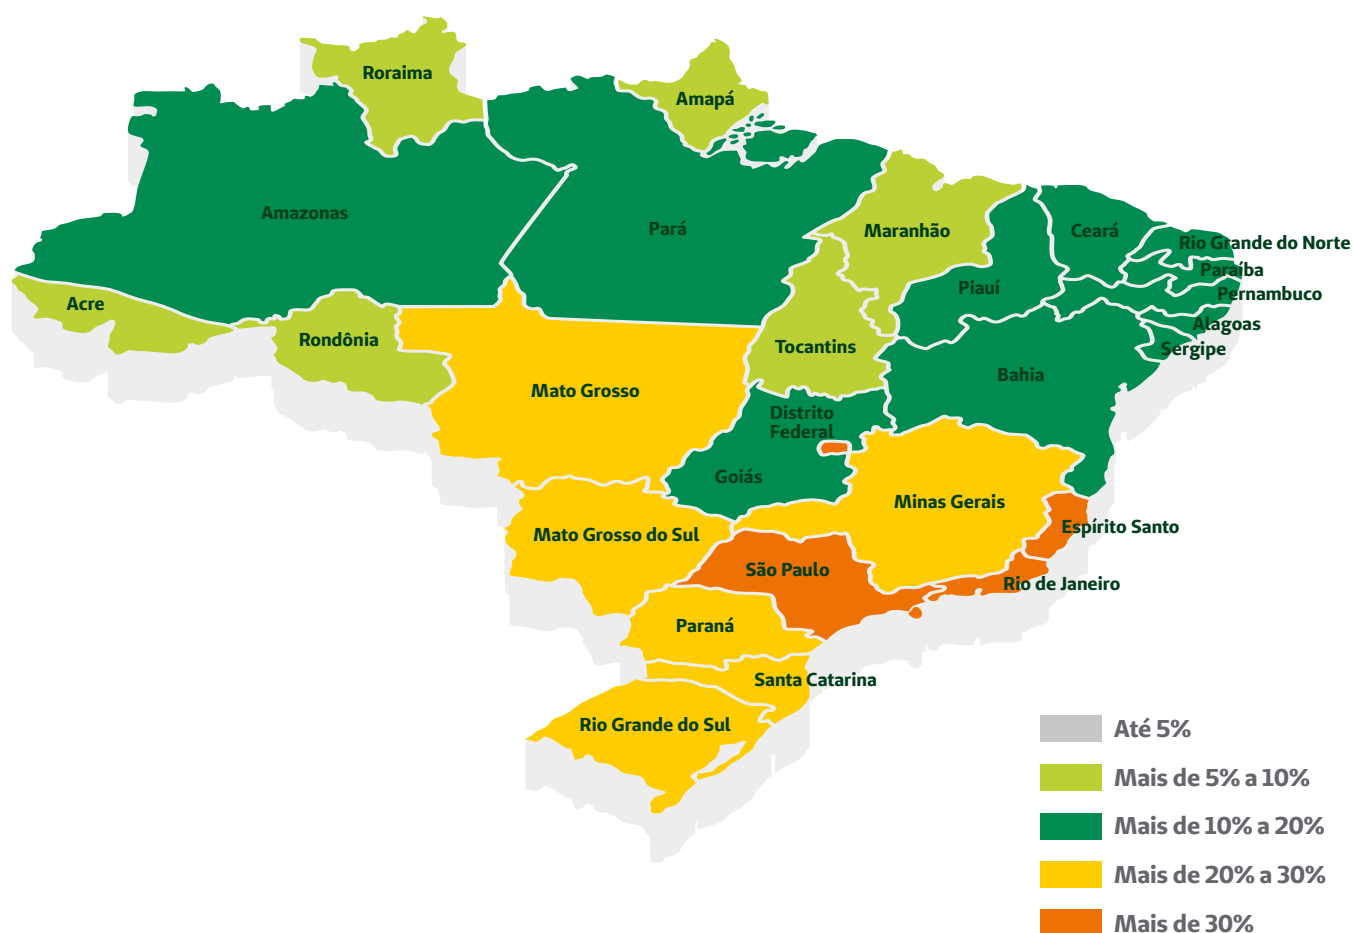 Roraima
Amapá
Amazonas
Pará
Maranhão
Ceará
Rio Grande do Norte
Paraíba
Piauí
Pernambuco
Acre
Alagoas
Rondônia
Tocantins
Sergipe
Bahia
Mato Grosso
Distrito
Federal
Goiás
Minas Gerais
Espírito Santo
Mato Grosso do Sul
São Paulo
Rio de Janeiro
Paraná
Santa Catarina
Rio Grande do Sul
Até 5%
Mais de 5% a 10%
Mais de 10% a 20%
Mais de 20% a 30%
Mais de 30%